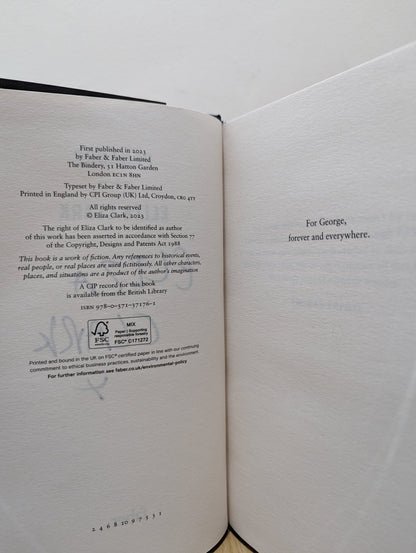 First published in 2023
by Faber & Faber Limited
The Bindery, 51 Hatton Garden
London EC1N 8HN
Typeset by Faber & Faber Limited
Printed in England by CPI Group (UK) Ltd, Croydon, CR0 4YY
All rights reserved
© Eliza Clark, 2023
The right of Eliza Clark to be identified as author
of this work has been asserted in accordance with Section 77
of the Copyright, Designs and Patents Act 1988
This book is a work of fiction. Any references to historical events,
real people, or real places are used fictitiously. All other characters,
places, and situations are a product of the author's imagination
A CIP record for this book
is available from the British Library
ISBN 978-0-571-37176-1
FSC
MIX
Paper | Supporting
responsible forestry
FSC® C171272
Printed and bound in the UK on FSC® certified paper in line with our continuing
commitment to ethical business practices, sustainability and the environment.
For further information see faber.co.uk/environmental-policy
2 4 6 8 10 9 7 5 3 1
For George,
forever and everywhere.